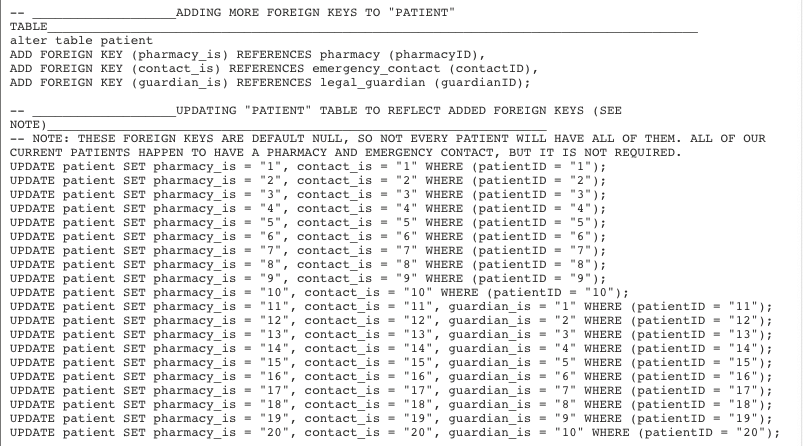 -- ____________________ADDING MORE FOREIGN KEYS TO "PATIENT"
TABLE__________________________________________________________________________________________
alter table patient
ADD FOREIGN KEY (pharmacy_is) REFERENCES pharmacy (pharmacyID),
ADD FOREIGN KEY (contact_is) REFERENCES emergency_contact (contactID),
ADD FOREIGN KEY (guardian_is) REFERENCES legal_guardian (guardianID);
-- ____________________UPDATING "PATIENT" TABLE TO REFLECT ADDED FOREIGN KEYS (SEE
NOTE)____________________________________________________________
-- NOTE: THESE FOREIGN KEYS ARE DEFAULT NULL, SO NOT EVERY PATIENT WILL HAVE ALL OF THEM. ALL OF OUR
CURRENT PATIENTS HAPPEN TO HAVE A PHARMACY AND EMERGENCY CONTACT, BUT IT IS NOT REQUIRED.
UPDATE patient SET pharmacy_is = "1", contact_is = "1" WHERE (patientID = "1");
UPDATE patient SET pharmacy_is = "2", contact_is = "2" WHERE (patientID = "2");
UPDATE patient SET pharmacy_is = "3", contact_is = "3" WHERE (patientID = "3");
UPDATE patient SET pharmacy_is = "4", contact_is = "4" WHERE (patientID = "4");
UPDATE patient SET pharmacy_is = "5", contact_is = "5" WHERE (patientID = "5");
UPDATE patient SET pharmacy_is = "6", contact_is = "6" WHERE (patientID = "6");
UPDATE patient SET pharmacy_is = "7", contact_is = "7" WHERE (patientID = "7");
UPDATE patient SET pharmacy_is = "8", contact_is = "8" WHERE (patientID = "8");
UPDATE patient SET pharmacy_is = "9", contact_is = "9" WHERE (patientID = "9");
UPDATE patient SET pharmacy_is = "10", contact_is = "10" WHERE (patientID = "10");
UPDATE patient SET pharmacy_is = "11", contact_is = "11", guardian_is = "1" WHERE (patientID = "11");
UPDATE patient SET pharmacy_is = "12", contact_is = "12", guardian_is = "2" WHERE (patientID = "12");
UPDATE patient SET pharmacy_is = "13", contact_is = "13", guardian_is = "3" WHERE (patientID = "13");
UPDATE patient SET pharmacy_is = "14", contact_is = "14", guardian_is = "4" WHERE (patientID = "14");
UPDATE patient SET pharmacy_is = "15", contact_is = "15", guardian_is = "5" WHERE (patientID = "15");
UPDATE patient SET pharmacy_is = "16", contact_is = "16", guardian_is = "6" WHERE (patientID = "16");
UPDATE patient SET pharmacy_is = "17", contact_is = "17", guardian_is = "7" WHERE (patientID = "17");
UPDATE patient SET pharmacy_is = "18", contact_is = "18", guardian_is = "8" WHERE (patientID = "18");
UPDATE patient SET pharmacy_is = "19", contact_is = "19", guardian_is = "9" WHERE (patientID = "19");
UPDATE patient SET pharmacy_is = "20", contact_is = "20", guardian_is = "10" WHERE (patientID = "20");